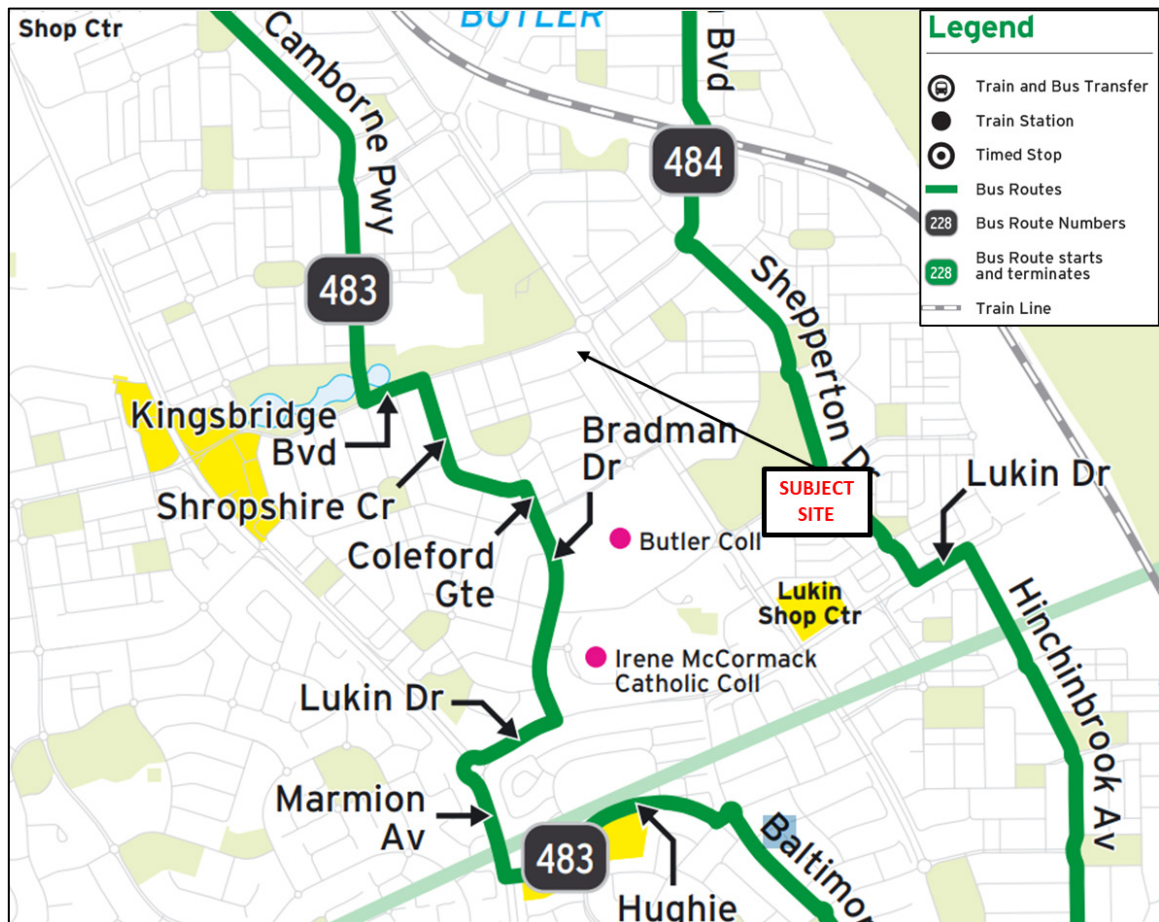 Shop Ctr
BUTLER
Camborne Pwy
Bvd
484
483
Shepperton Dr
Kingsbridge
Bvd
Shropshire Cr
Coleford
Gte
Bradman
Dr
SUBJECT
SITE
Lukin Dr
Butler Coll
Lukin
Shop Ctr
Irene McCormack
Catholic Coll
Hinchinbrook Av
Lukin Dr
Marmion
Av
483
Hughie
Baltimor
Legend
Train and Bus Transfer
Train Station
Timed Stop
Bus Routes
228
Bus Route Numbers
228
Bus Route starts
and terminates
Train Line